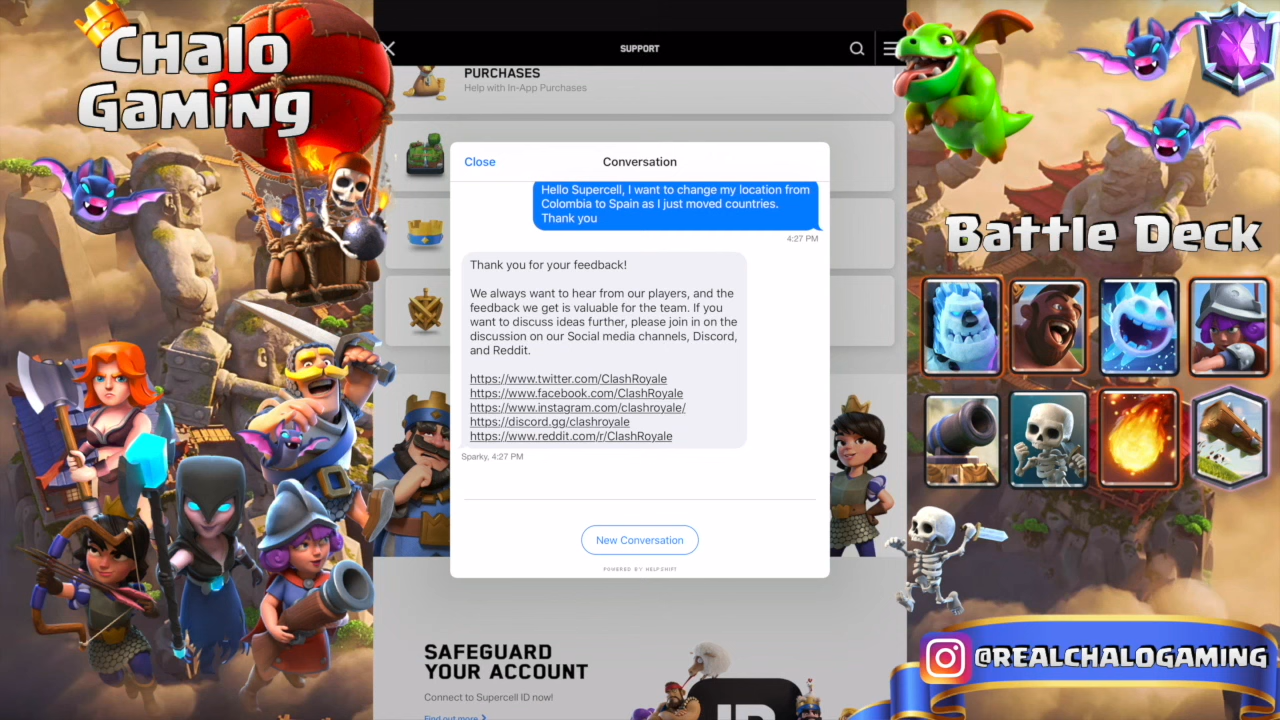 Chalo
Gaming
SUPPORT
PURCHASES
Help with In-App Purchases
Close
Conversation
Hello Supercell, I want to change my location from
Colombia to Spain as I just moved countries.
Thank you
4:27 PM
Thank you for your feedback!
We always want to hear from our players, and the
feedback we get is valuable for the team. If you
want to discuss ideas further, please join in on the
discussion on our Social media channels, Discord,
and Reddit.
https://www.twitter.com/ClashRoyale
https://www.facebook.com/ClashRoyale
https://www.instagram.com/clashroyale/
https://discord.gg/clashroyale
https://www.reddit.com/r/ClashRoyale
Sparky, 4:27 PM
New Conversation
POWERED BY HELPSHIFT
SAFEGUARD
YOUR ACCOUNT
Connect to Supercell ID now!
Find out more
ID
Battle Deck
@REALCHALOGAMING